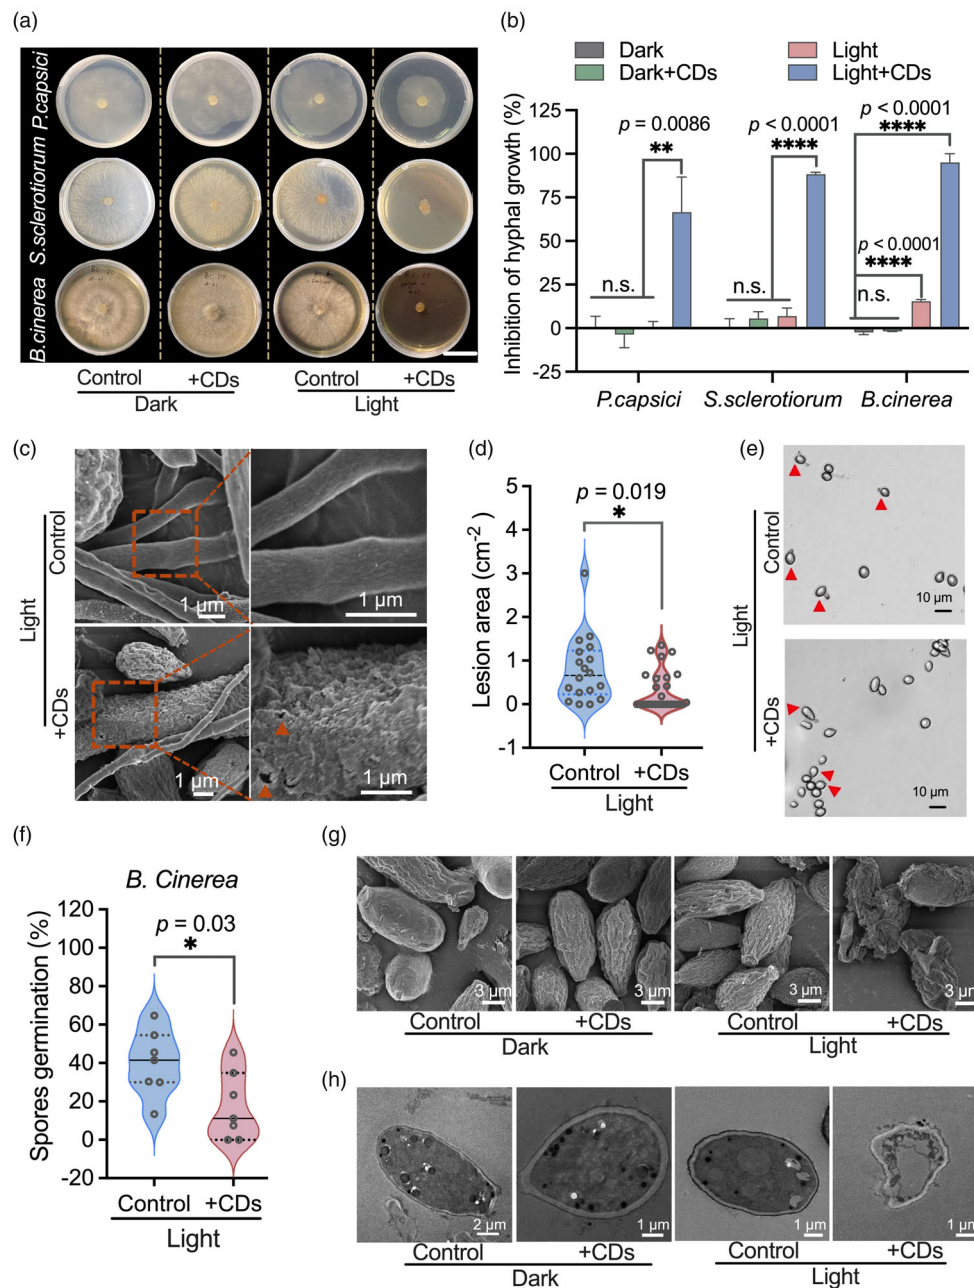 (a)
P.capsici
S.sclerotiorum
B.cinerea
Control
+CDs
Control
+CDs
Dark
Light
(b)
Dark
Light
Dark+CDs
Light+CDs
Inhibition of hyphal growth (%)
125
100
75
50
25
0
-25
p = 0.0086
**
n.s.
p < 0.0001
****
n.s.
p < 0.0001
****
p < 0.0001
****
n.s.
P.capsici
S.sclerotiorum
B.cinerea
(c)
Light
Control
+CDs
1 μm
1 μm
1 μm
1 μm
(d)
Lesion area (cm⁻²)
5
4
3
2
1
0
-1
p = 0.019
*
Control
+CDs
Light
(e)
Light
Control
+CDs
10 μm
10 μm
(f)
B. Cinerea
Spores germination (%)
120
100
80
60
40
20
0
-20
p = 0.03
*
Control
+CDs
Light
(g)
3 μm
3 μm
3 μm
3 μm
Control
+CDs
Control
+CDs
Dark
Light
(h)
2 μm
1 μm
1 μm
1 μm
Control
+CDs
Control
+CDs
Dark
Light